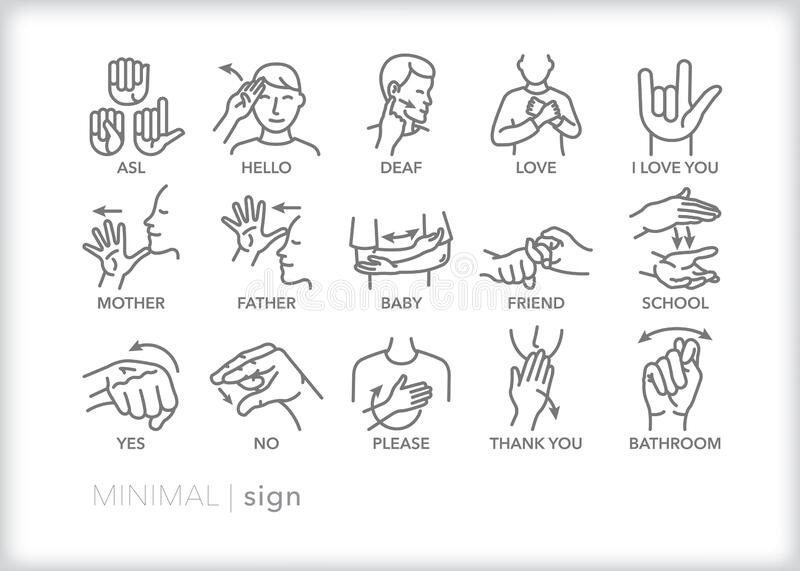 ASL HELLO DEAF LOVE I LOVE YOU
MOTHER FATHER BABY FRIEND SCHOOL
YES NO PLEASE THANK YOU BATHROOM
MINIMAL | sign
dreamstime